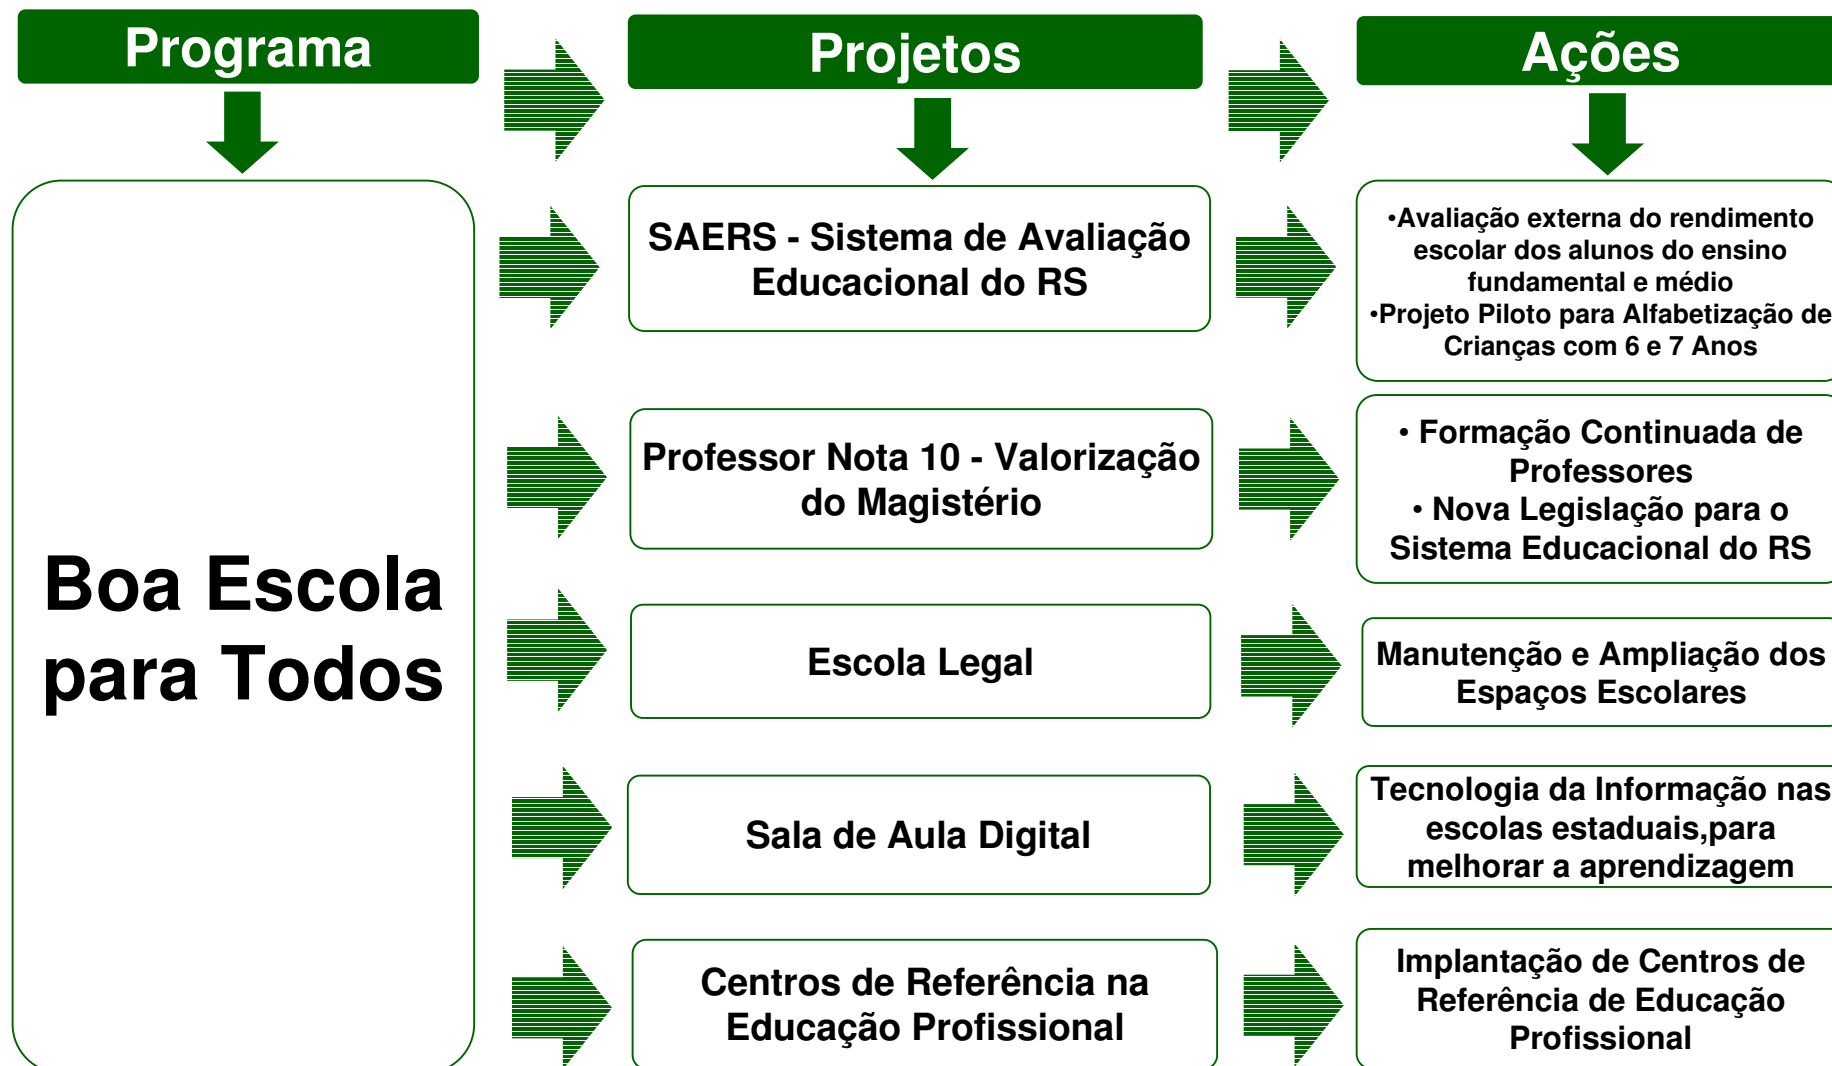 Programa
Projetos
Ações
Boa Escola
para Todos
SAERS - Sistema de Avaliação
Educacional do RS
•Avaliação externa do rendimento
escolar dos alunos do ensino
fundamental e médio
•Projeto Piloto para Alfabetização de
Crianças com 6 e 7 Anos
Professor Nota 10 - Valorização
do Magistério
• Formação Continuada de
Professores
• Nova Legislação para o
Sistema Educacional do RS
Escola Legal
Manutenção e Ampliação dos
Espaços Escolares
Sala de Aula Digital
Tecnologia da Informação nas
escolas estaduais,para
melhorar a aprendizagem
Centros de Referência na
Educação Profissional
Implantação de Centros de
Referência de Educação
Profissional